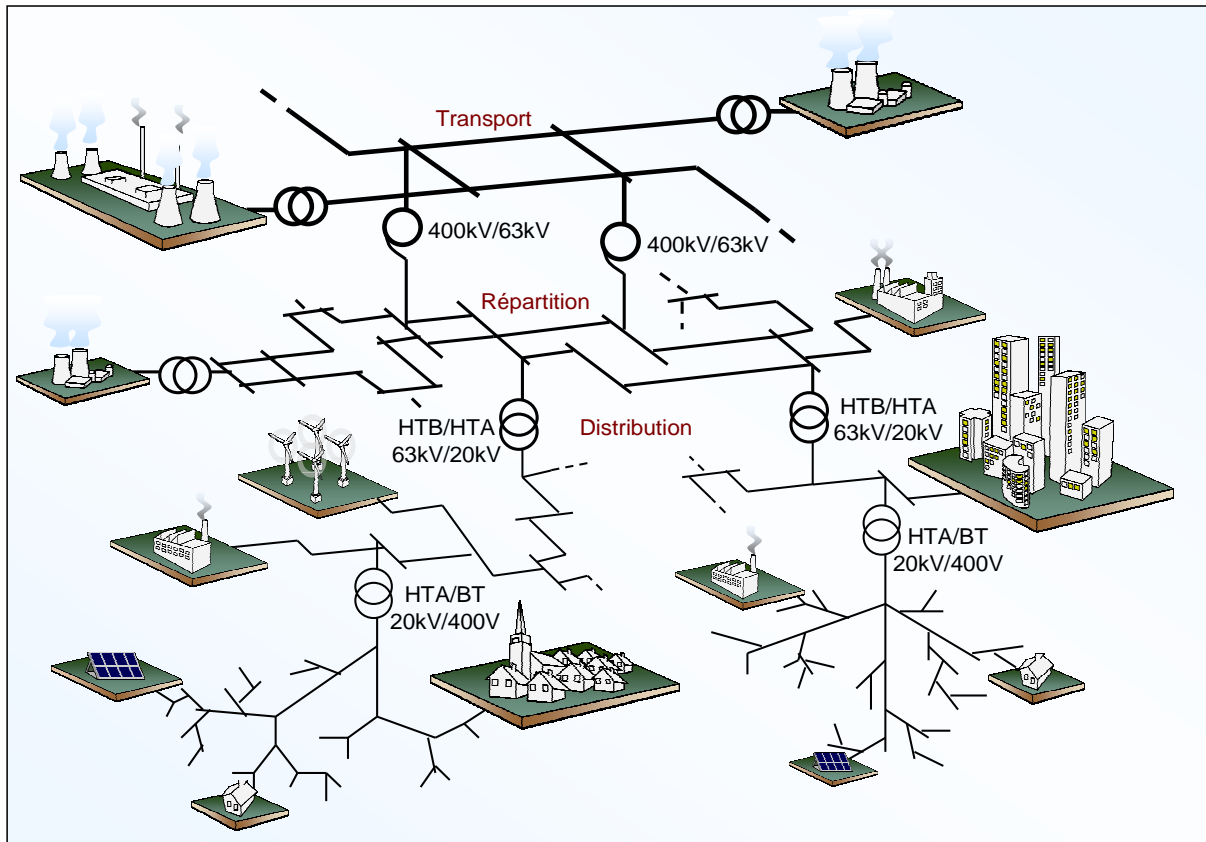 Transport
400kV/63kV
400kV/63kV
Répartition
HTB/HTA
63kV/20kV
Distribution
HTB/HTA
63kV/20kV
HTA/BT
20kV/400V
HTA/BT
20kV/400V